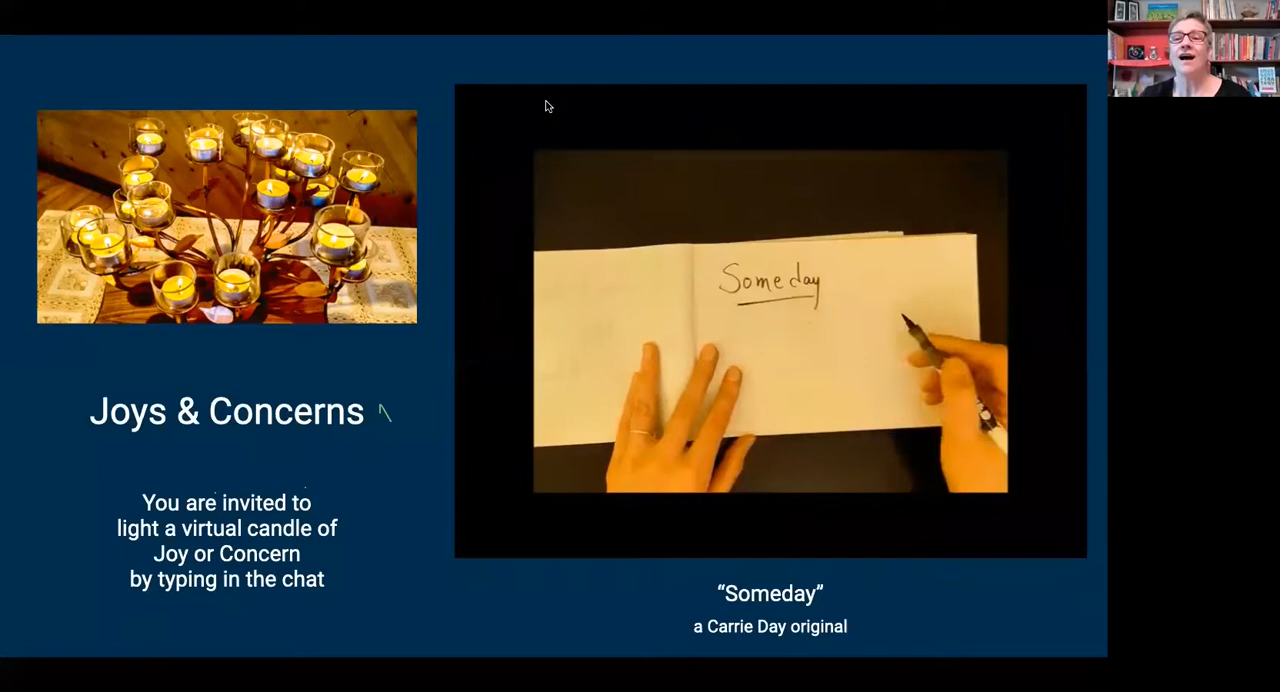 Joys & Concerns
You are invited to
light a virtual candle of
Joy or Concern
by typing in the chat
Someday
“Someday”
a Carrie Day original